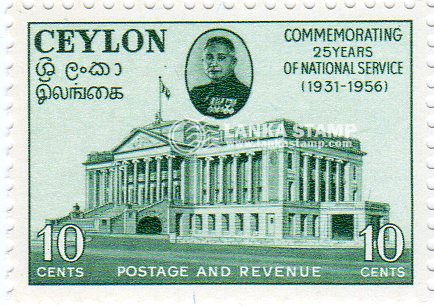 CEYLON
ශ්‍රී ලංකා
இலங்கை
COMMEMORATING
25 YEARS
OF NATIONAL SERVICE
(1931-1956)
LANKA STAMP
www.lankastamp.com
10
CENTS
POSTAGE AND REVENUE
10
CENTS